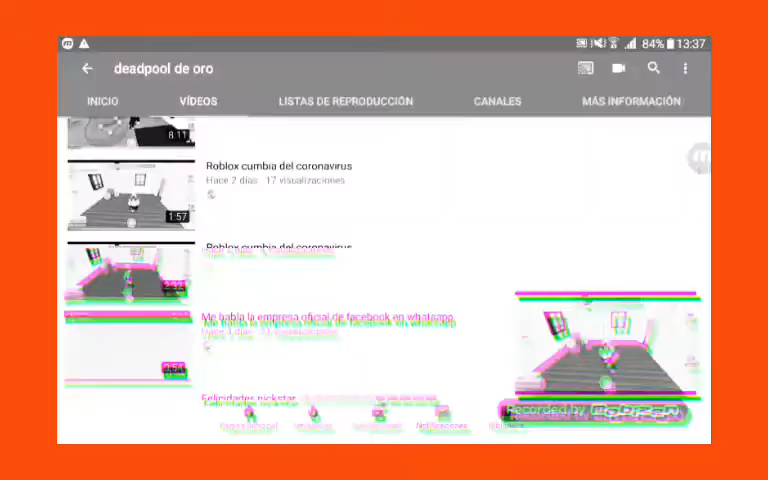 84% 13:37
deadpool de oro
INICIO VÍDEOS LISTAS DE REPRODUCCIÓN CANALES MÁS INFORMACIÓN
8:11
Roblox cumbia del coronavirus
Hace 2 días 17 visualizaciones
1:57
Roblox cumbia del coronavirus
Me habla la empresa oficial de facebook en whatsapp
Felicidades pickstar
Notificaciones
Recorded by